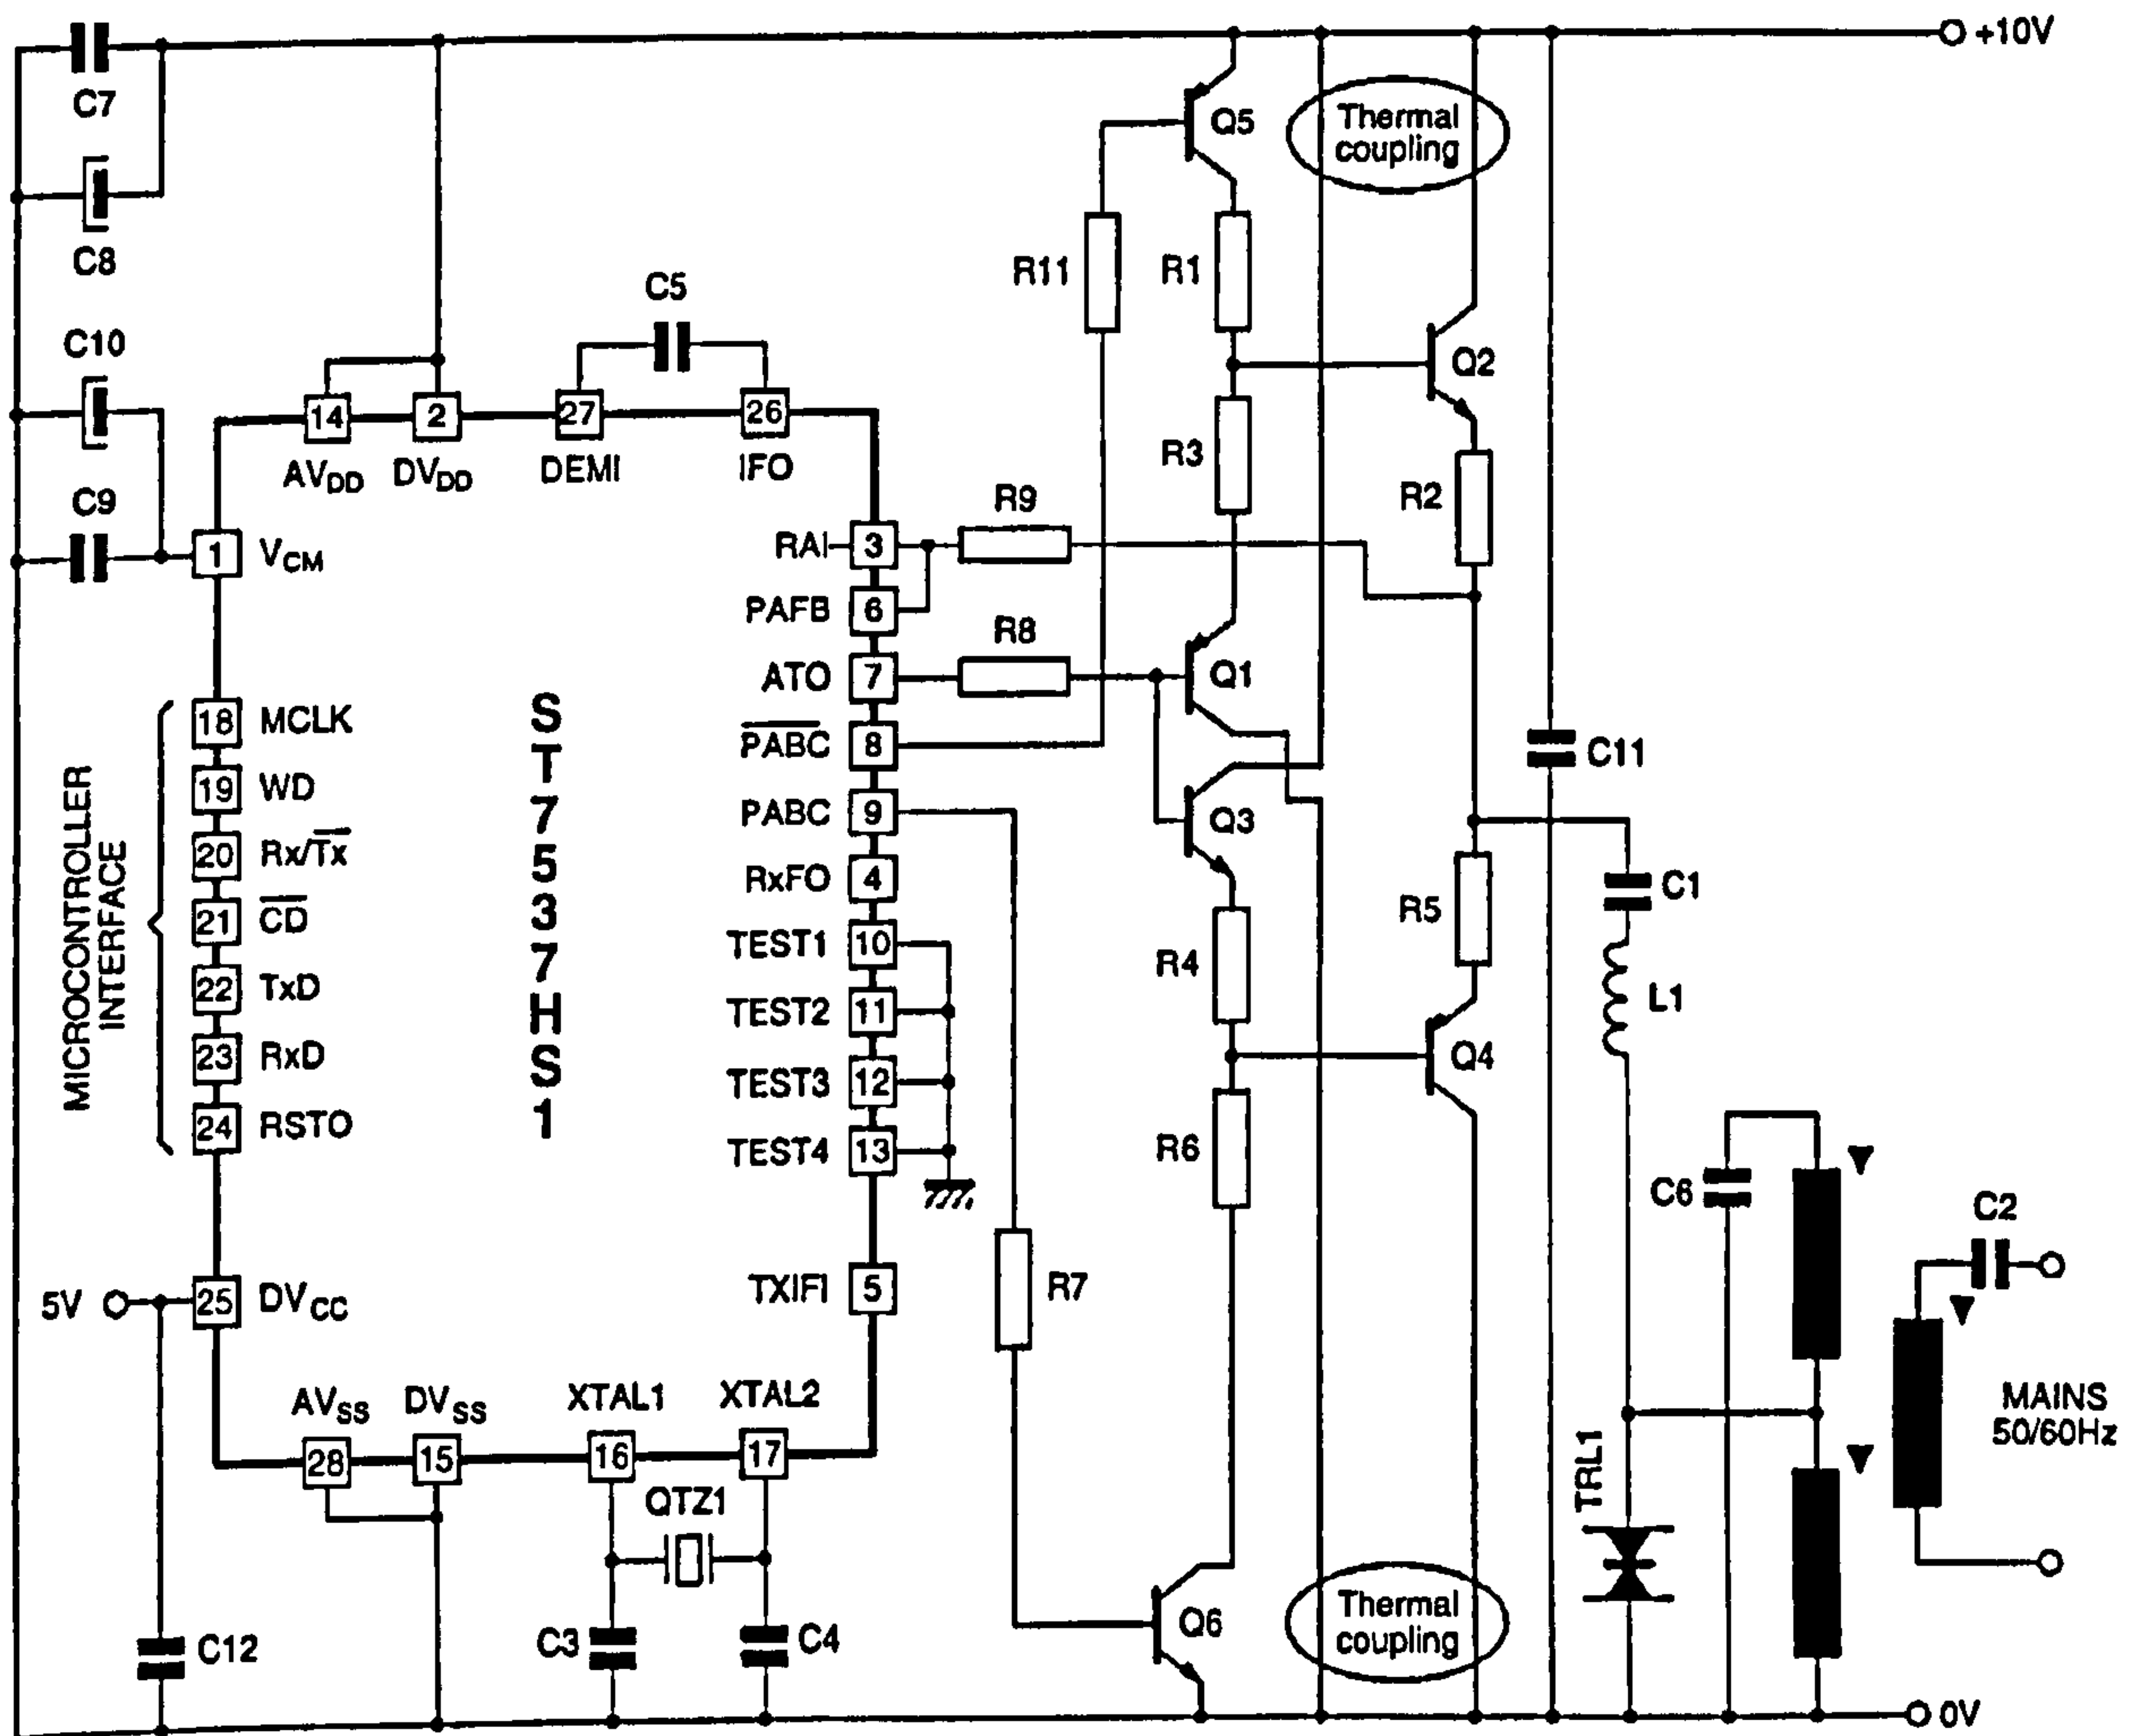 +10V
C7
Q5
Thermal
coupling
C8
R11
R1
C5
C10
Q2
14
2
27
26
AVDD
DVDD
DEMI
IFO
R3
R2
C9
R9
1
VCM
RAI
3
PAFB
6
R8
ATO
7
Q1
18
MCLK
PABC
8
C11
19
WD
PABC
9
Q3
20
Rx/Tx
RxFO
4
C1
21
CD
TEST1
10
R4
R5
22
TxD
TEST2
11
L1
23
RxD
TEST3
12
Q4
24
RSTO
TEST4
13
R6
MICROCONTROLLER
INTERFACE
S
T
7
5
3
7
H
S
1
C6
C2
5V
25
DVCC
TXIFI
5
R7
AVSS
DVSS
XTAL1
XTAL2
MAINS
50/60Hz
28
15
16
17
QTZ1
TRL1
C12
C3
C4
Q6
Thermal
coupling
0V